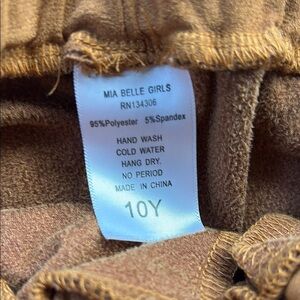 MIA BELLE GIRLS
RN134306
95%Polyester 5%Spandex
HAND WASH
COLD WATER
HANG DRY.
NO PERIOD
MADE IN CHINA
10Y